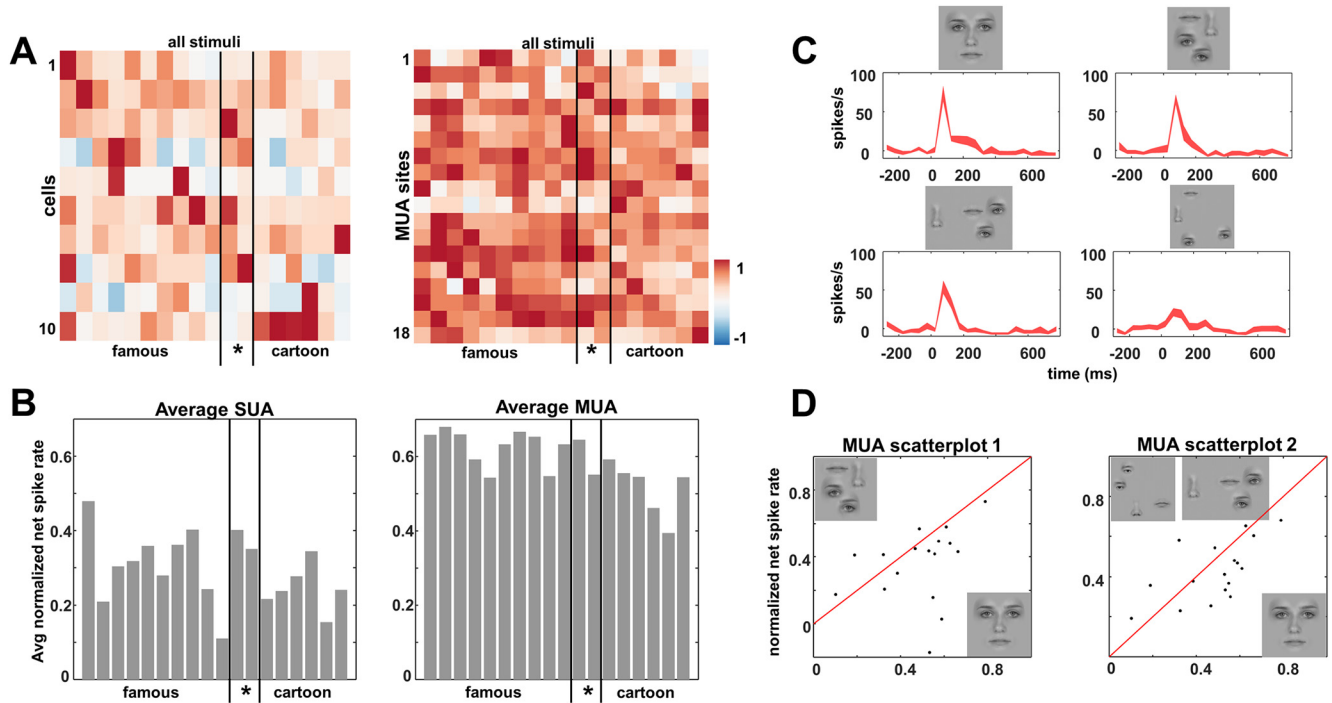 A
all stimuli
1
cells
10
famous
*
cartoon
all stimuli
1
MUA sites
18
famous
*
cartoon
1
-1
B
Average SUA
Avg normalized net spike rate
0.6
0.4
0.2
0
famous
*
cartoon
Average MUA
0.6
0.4
0.2
0
famous
*
cartoon
C
100
50
0
spikes/s
-200 0 200 600
100
50
0
-200 0 200 600
100
50
0
spikes/s
-200 0 200 600
100
50
0
-200 0 200 600
time (ms)
D
MUA scatterplot 1
normalized net spike rate
0.8
0.4
0
0 0.4 0.8
MUA scatterplot 2
0.8
0.4
0
0 0.4 0.8